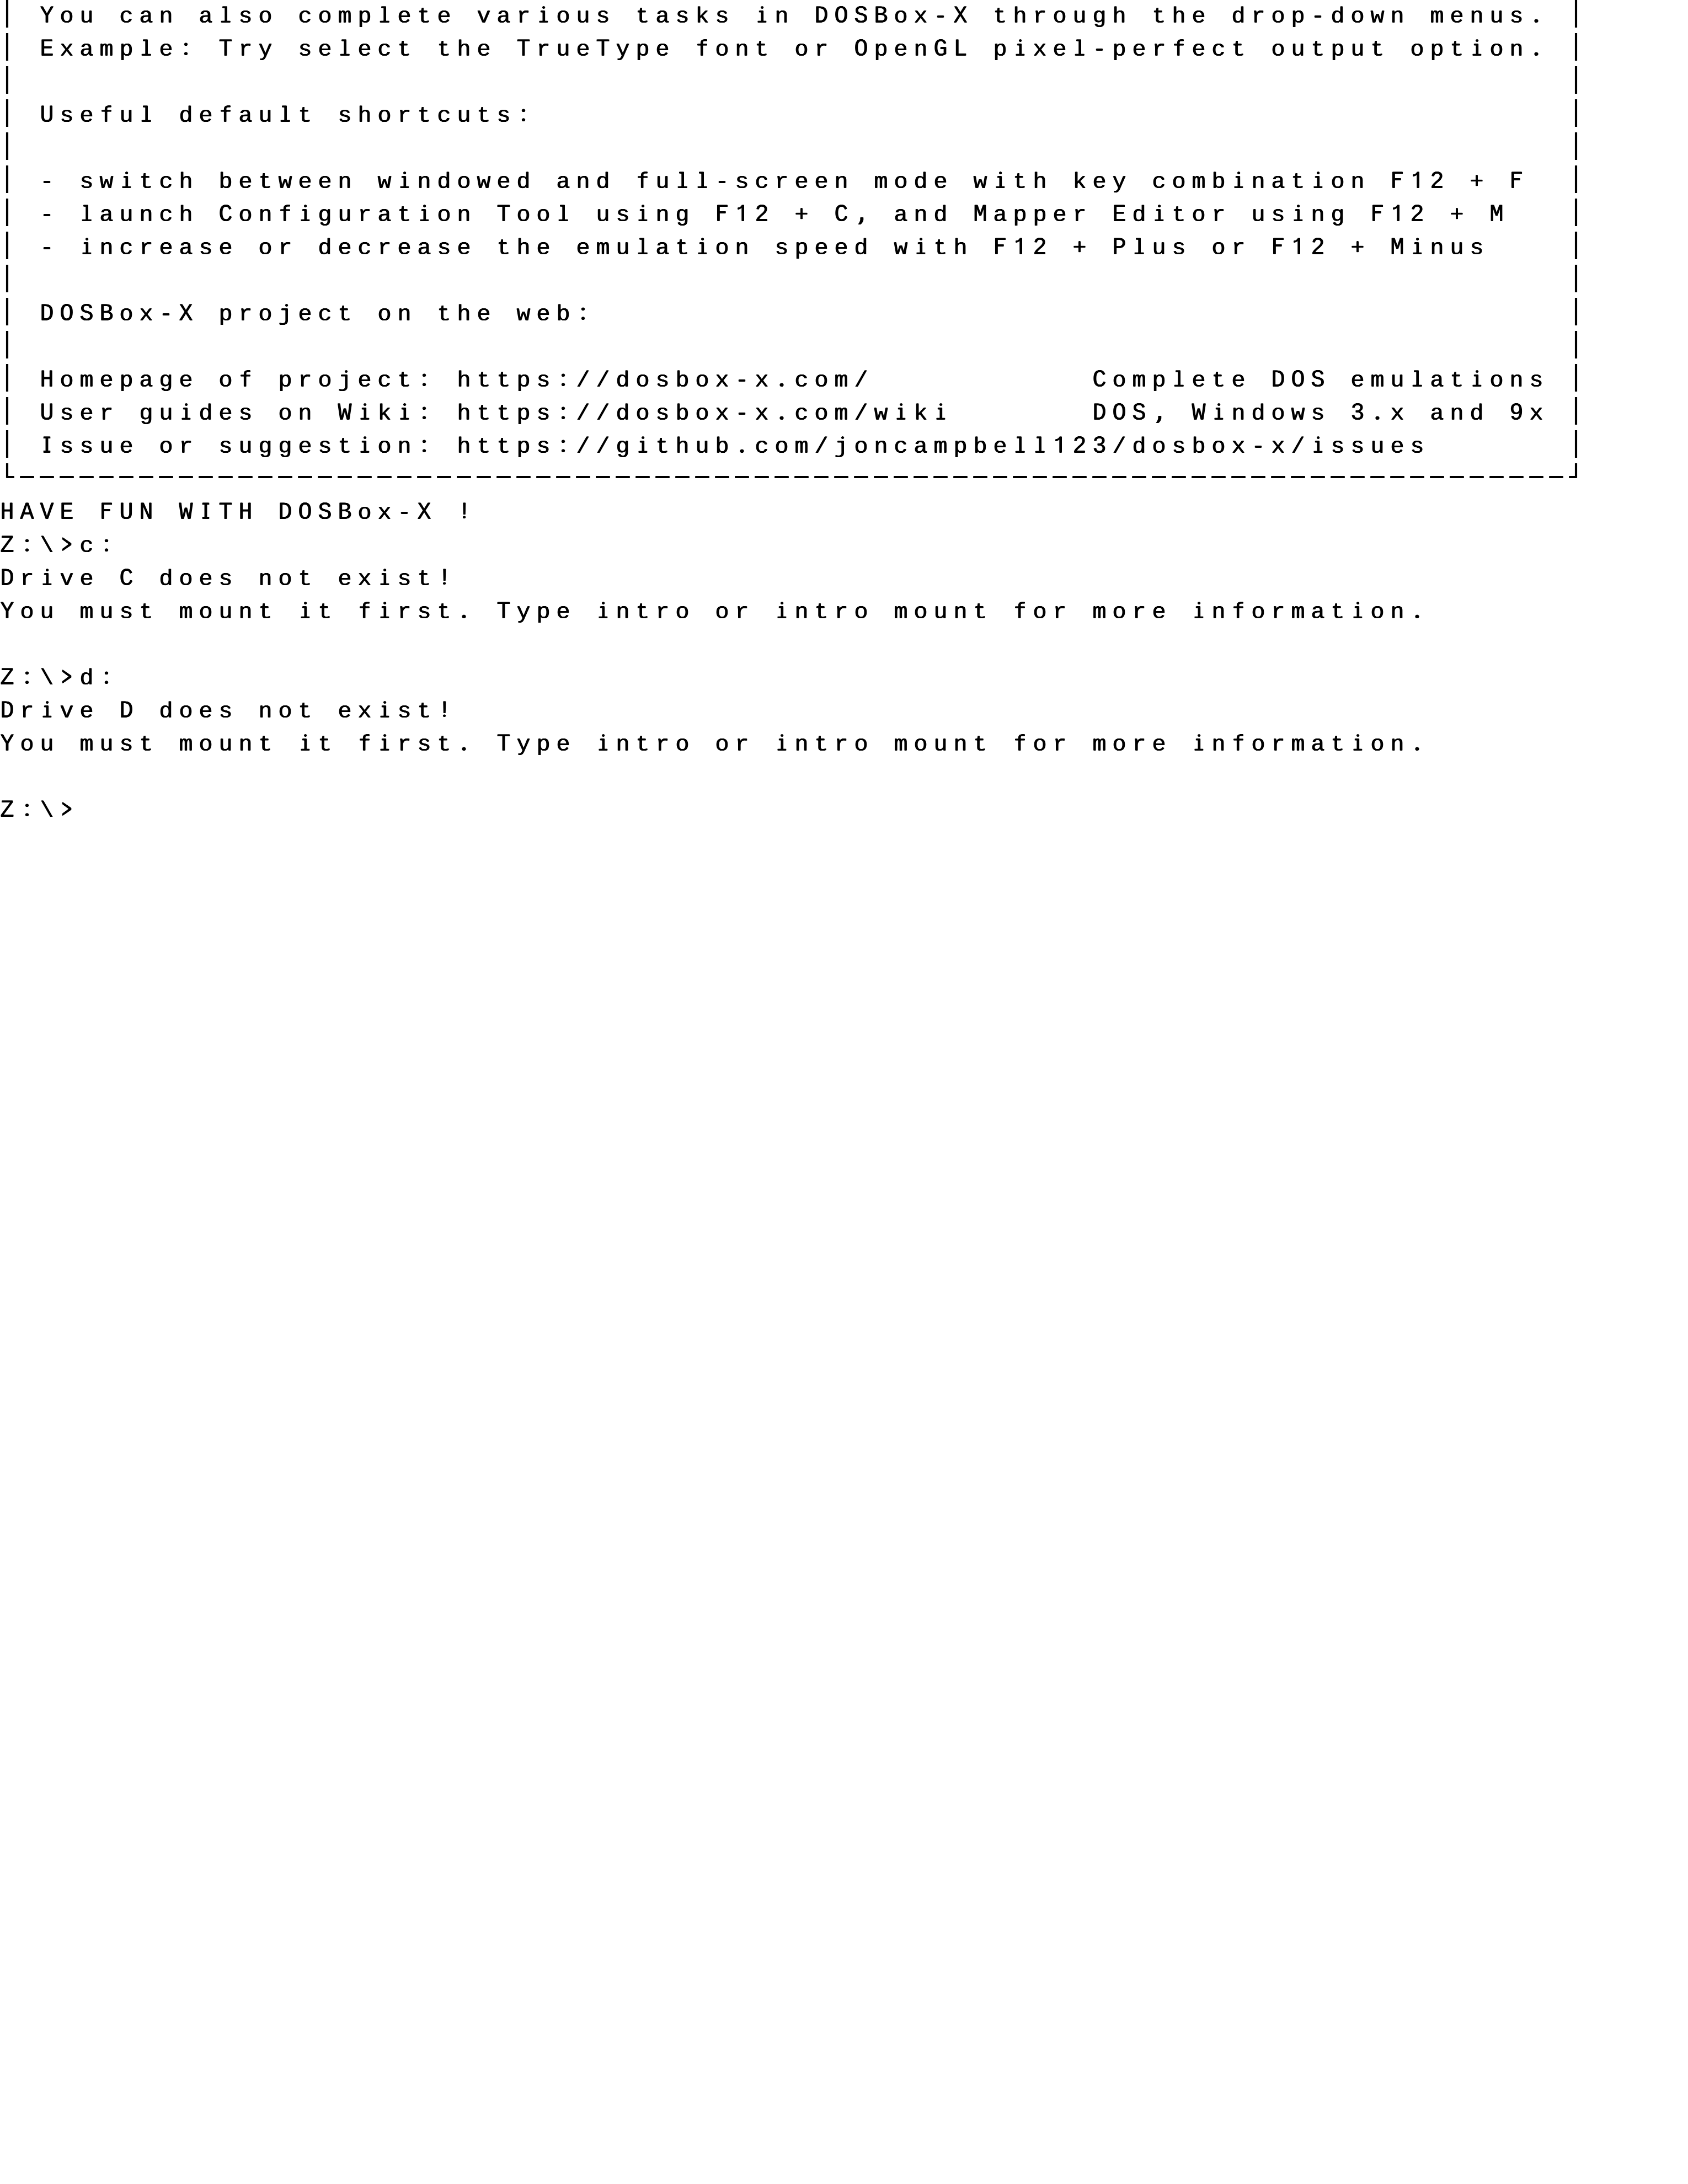 You can also complete various tasks in DOSBox-X through the drop-down menus.
Example: Try select the TrueType font or OpenGL pixel-perfect output option.
Useful default shortcuts:
- switch between windowed and full-screen mode with key combination F12 + F
- launch Configuration Tool using F12 + C, and Mapper Editor using F12 + M
- increase or decrease the emulation speed with F12 + Plus or F12 + Minus
DOSBox-X project on the web:
Homepage of project: https://dosbox-x.com/ Complete DOS emulations
User guides on Wiki: https://dosbox-x.com/wiki DOS, Windows 3.x and 9x
Issue or suggestion: https://github.com/joncampbell123/dosbox-x/issues
HAVE FUN WITH DOSBox-X !
Z:\>c:
Drive C does not exist!
You must mount it first. Type intro or intro mount for more information.
Z:\>d:
Drive D does not exist!
You must mount it first. Type intro or intro mount for more information.
Z:\>